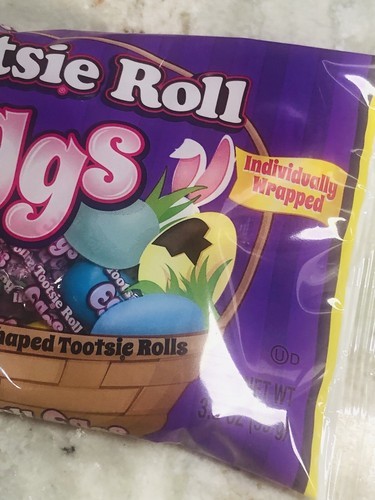 tsie Roll
ggs
Individually
Wrapped
Tootsie Roll
haped Tootsie Rolls
U D
NET WT